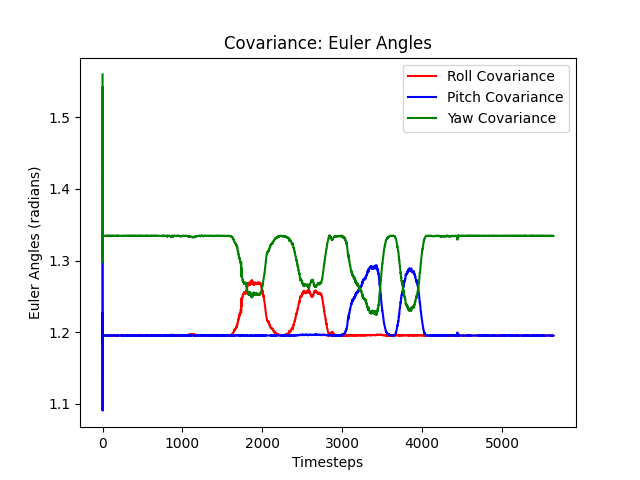 Covariance: Euler Angles
Roll Covariance
Pitch Covariance
Yaw Covariance
Euler Angles (radians)
1.5
1.4
1.3
1.2
1.1
0 1000 2000 3000 4000 5000
Timesteps